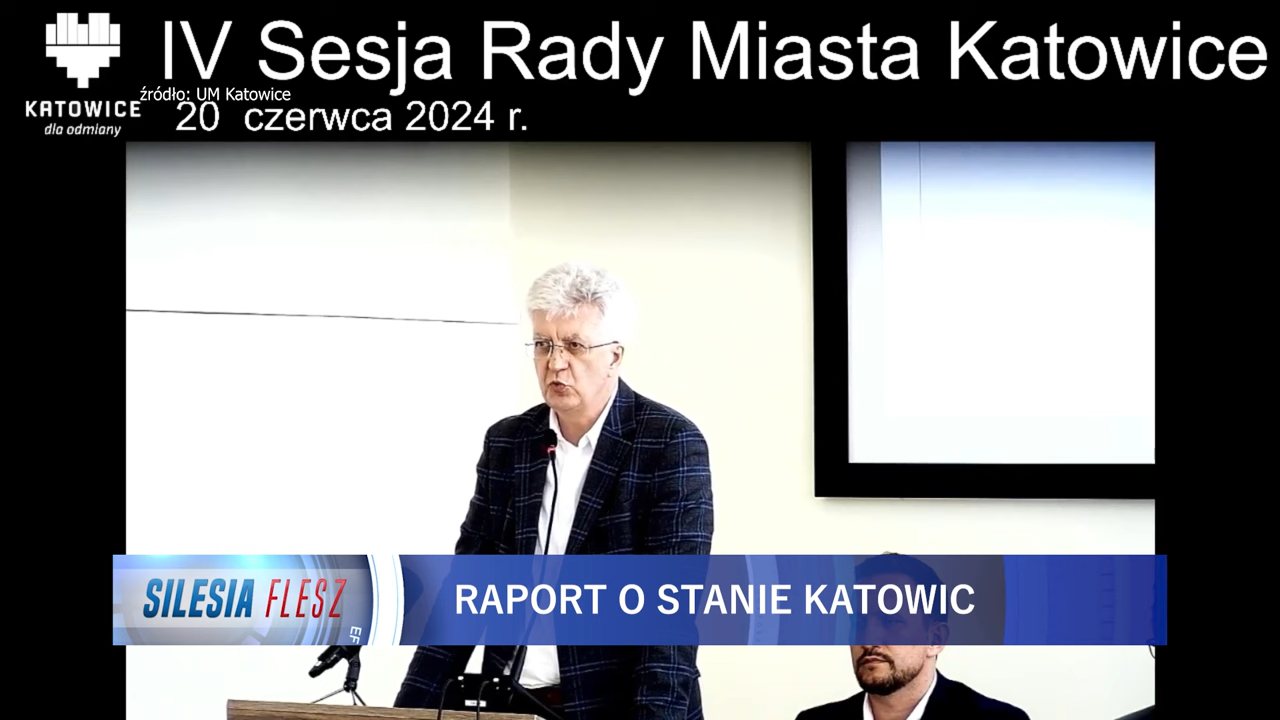 IV Sesja Rady Miasta Katowice
źródło: UM Katowice
KATOWICE
dla odmiany
20 czerwca 2024 r.
SILESIA FLESZ
RAPORT O STANIE KATOWIC